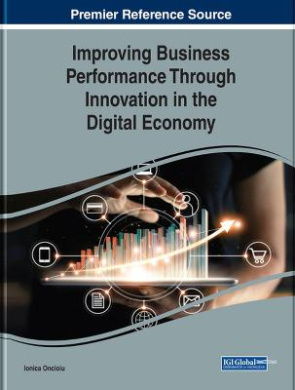 Premier Reference Source
Improving Business
Performance Through
Innovation in the
Digital Economy
Ionica Oncioiu
IGI Global